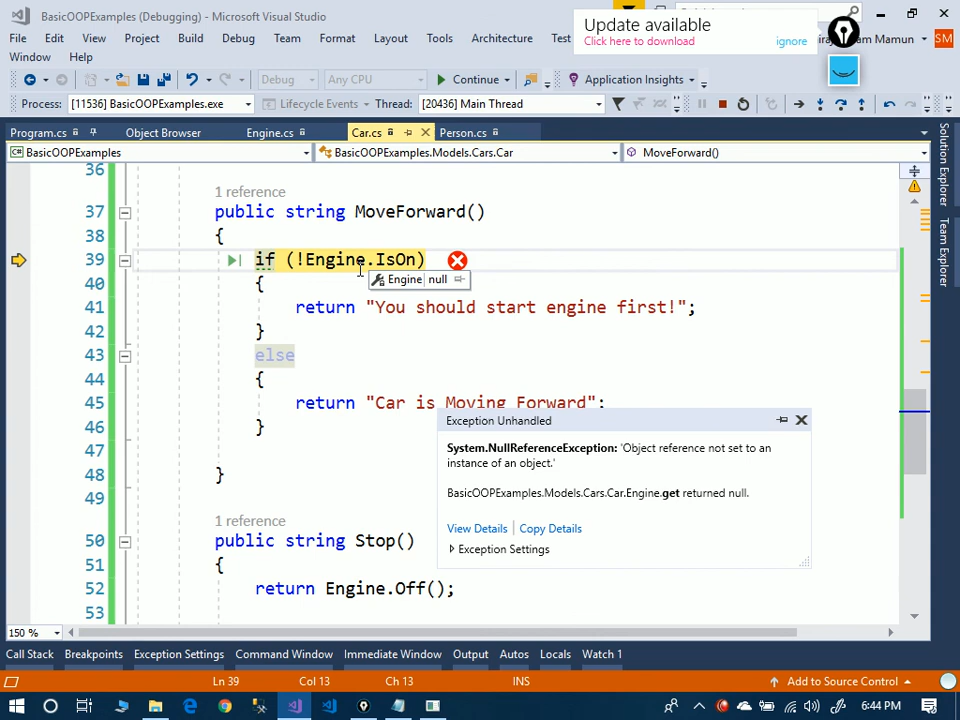 BasicOOPExamples (Debugging) - Microsoft Visual Studio
Update available
Click here to download
ignore
File Edit View Project Build Debug Team Format Layout Tools Architecture Test
am Mamun
SM
Window Help
Debug
Any CPU
Continue
Application Insights
Process: [11536] BasicOOPExamples.exe
Lifecycle Events
Thread: [20436] Main Thread
Program.cs
Object Browser
Engine.cs
Car.cs
Person.cs
BasicOOPExamples
BasicOOPExamples.Models.Cars.Car
MoveForward()
Solution Explorer
Team Explorer
36
1 reference
37 public string MoveForward()
38 {
39 if (!Engine.IsOn)
Engine null
40 {
41 return "You should start engine first!";
42 }
43 else
44 {
45 return "Car is Moving Forward";
46 }
47
48 }
49
1 reference
50 public string Stop()
51 {
52 return Engine.Off();
53
Exception Unhandled
System.NullReferenceException: 'Object reference not set to an
instance of an object.'
BasicOOPExamples.Models.Cars.Car.Engine.get returned null.
View Details | Copy Details
Exception Settings
150 %
Call Stack Breakpoints Exception Settings Command Window Immediate Window Output Autos Locals Watch 1
Ln 39 Col 13 Ch 13 INS Add to Source Control
6:44 PM